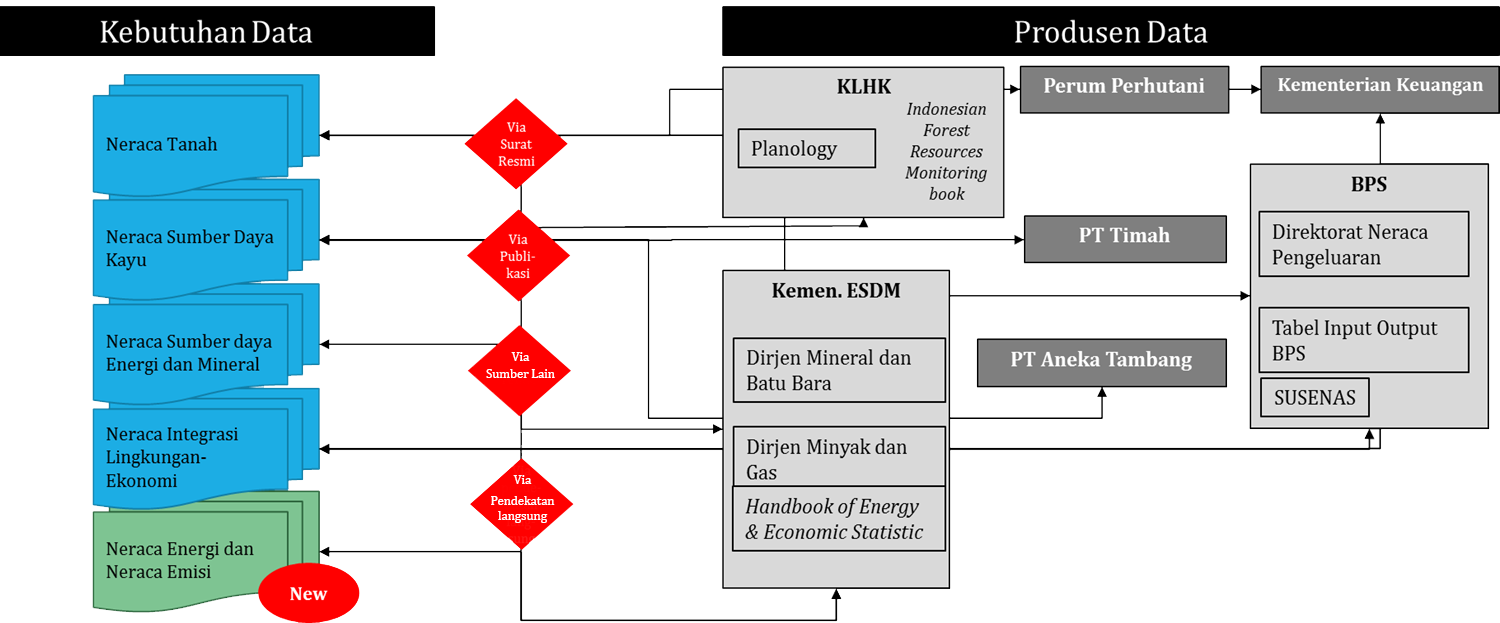 Kebutuhan Data
Produsen Data
Neraca Tanah
Neraca Sumber Daya
Kayu
Neraca Sumber daya
Energi dan Mineral
Neraca Integrasi
Lingkungan-
Ekonomi
Neraca Energi dan
Neraca Emisi
New
Via
Surat
Resmi
Via
Publi-
kasi
Via
Sumber Lain
Via
Pendekatan
langsung
KLHK
Planology
Indonesian
Forest
Resources
Monitoring
book
Kemen. ESDM
Dirjen Mineral dan
Batu Bara
Dirjen Minyak dan
Gas
Handbook of Energy
& Economic Statistic
Perum Perhutani
Kementerian Keuangan
PT Timah
PT Aneka Tambang
BPS
Direktorat Neraca
Pengeluaran
Tabel Input Output
BPS
SUSENAS